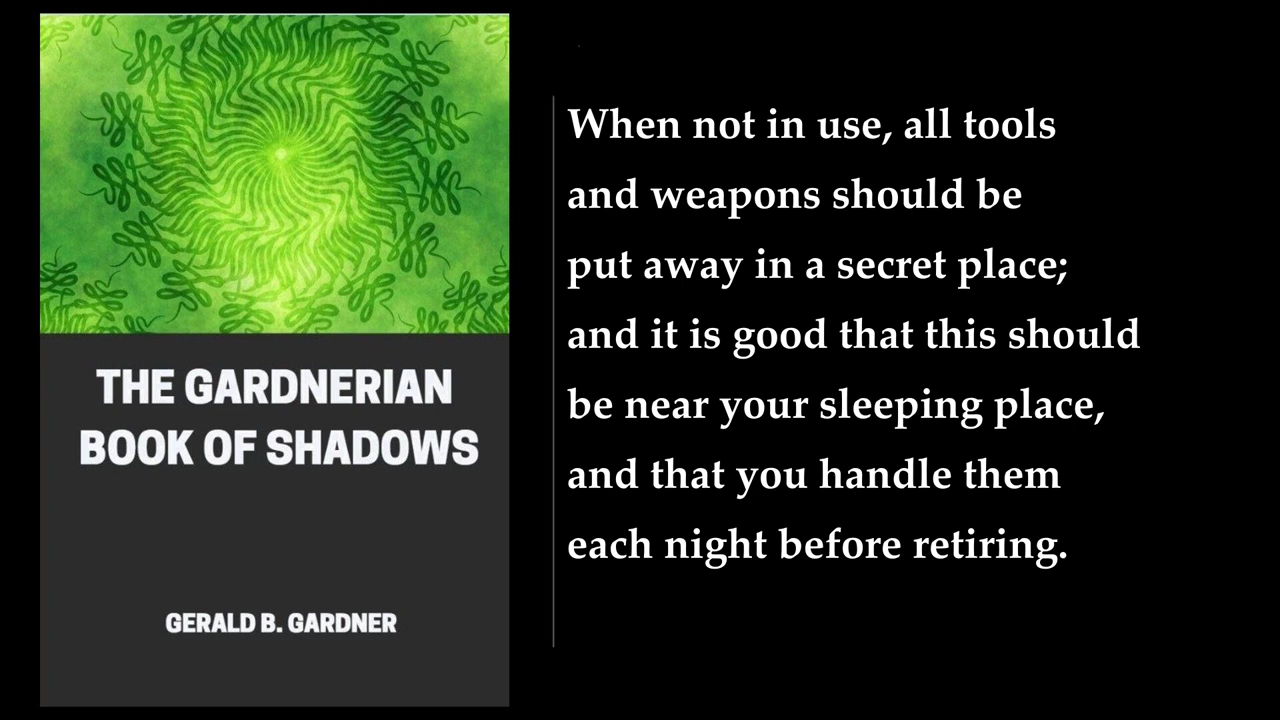 THE GARDNERIAN
BOOK OF SHADOWS
GERALD B. GARDNER
When not in use, all tools
and weapons should be
put away in a secret place;
and it is good that this should
be near your sleeping place,
and that you handle them
each night before retiring.